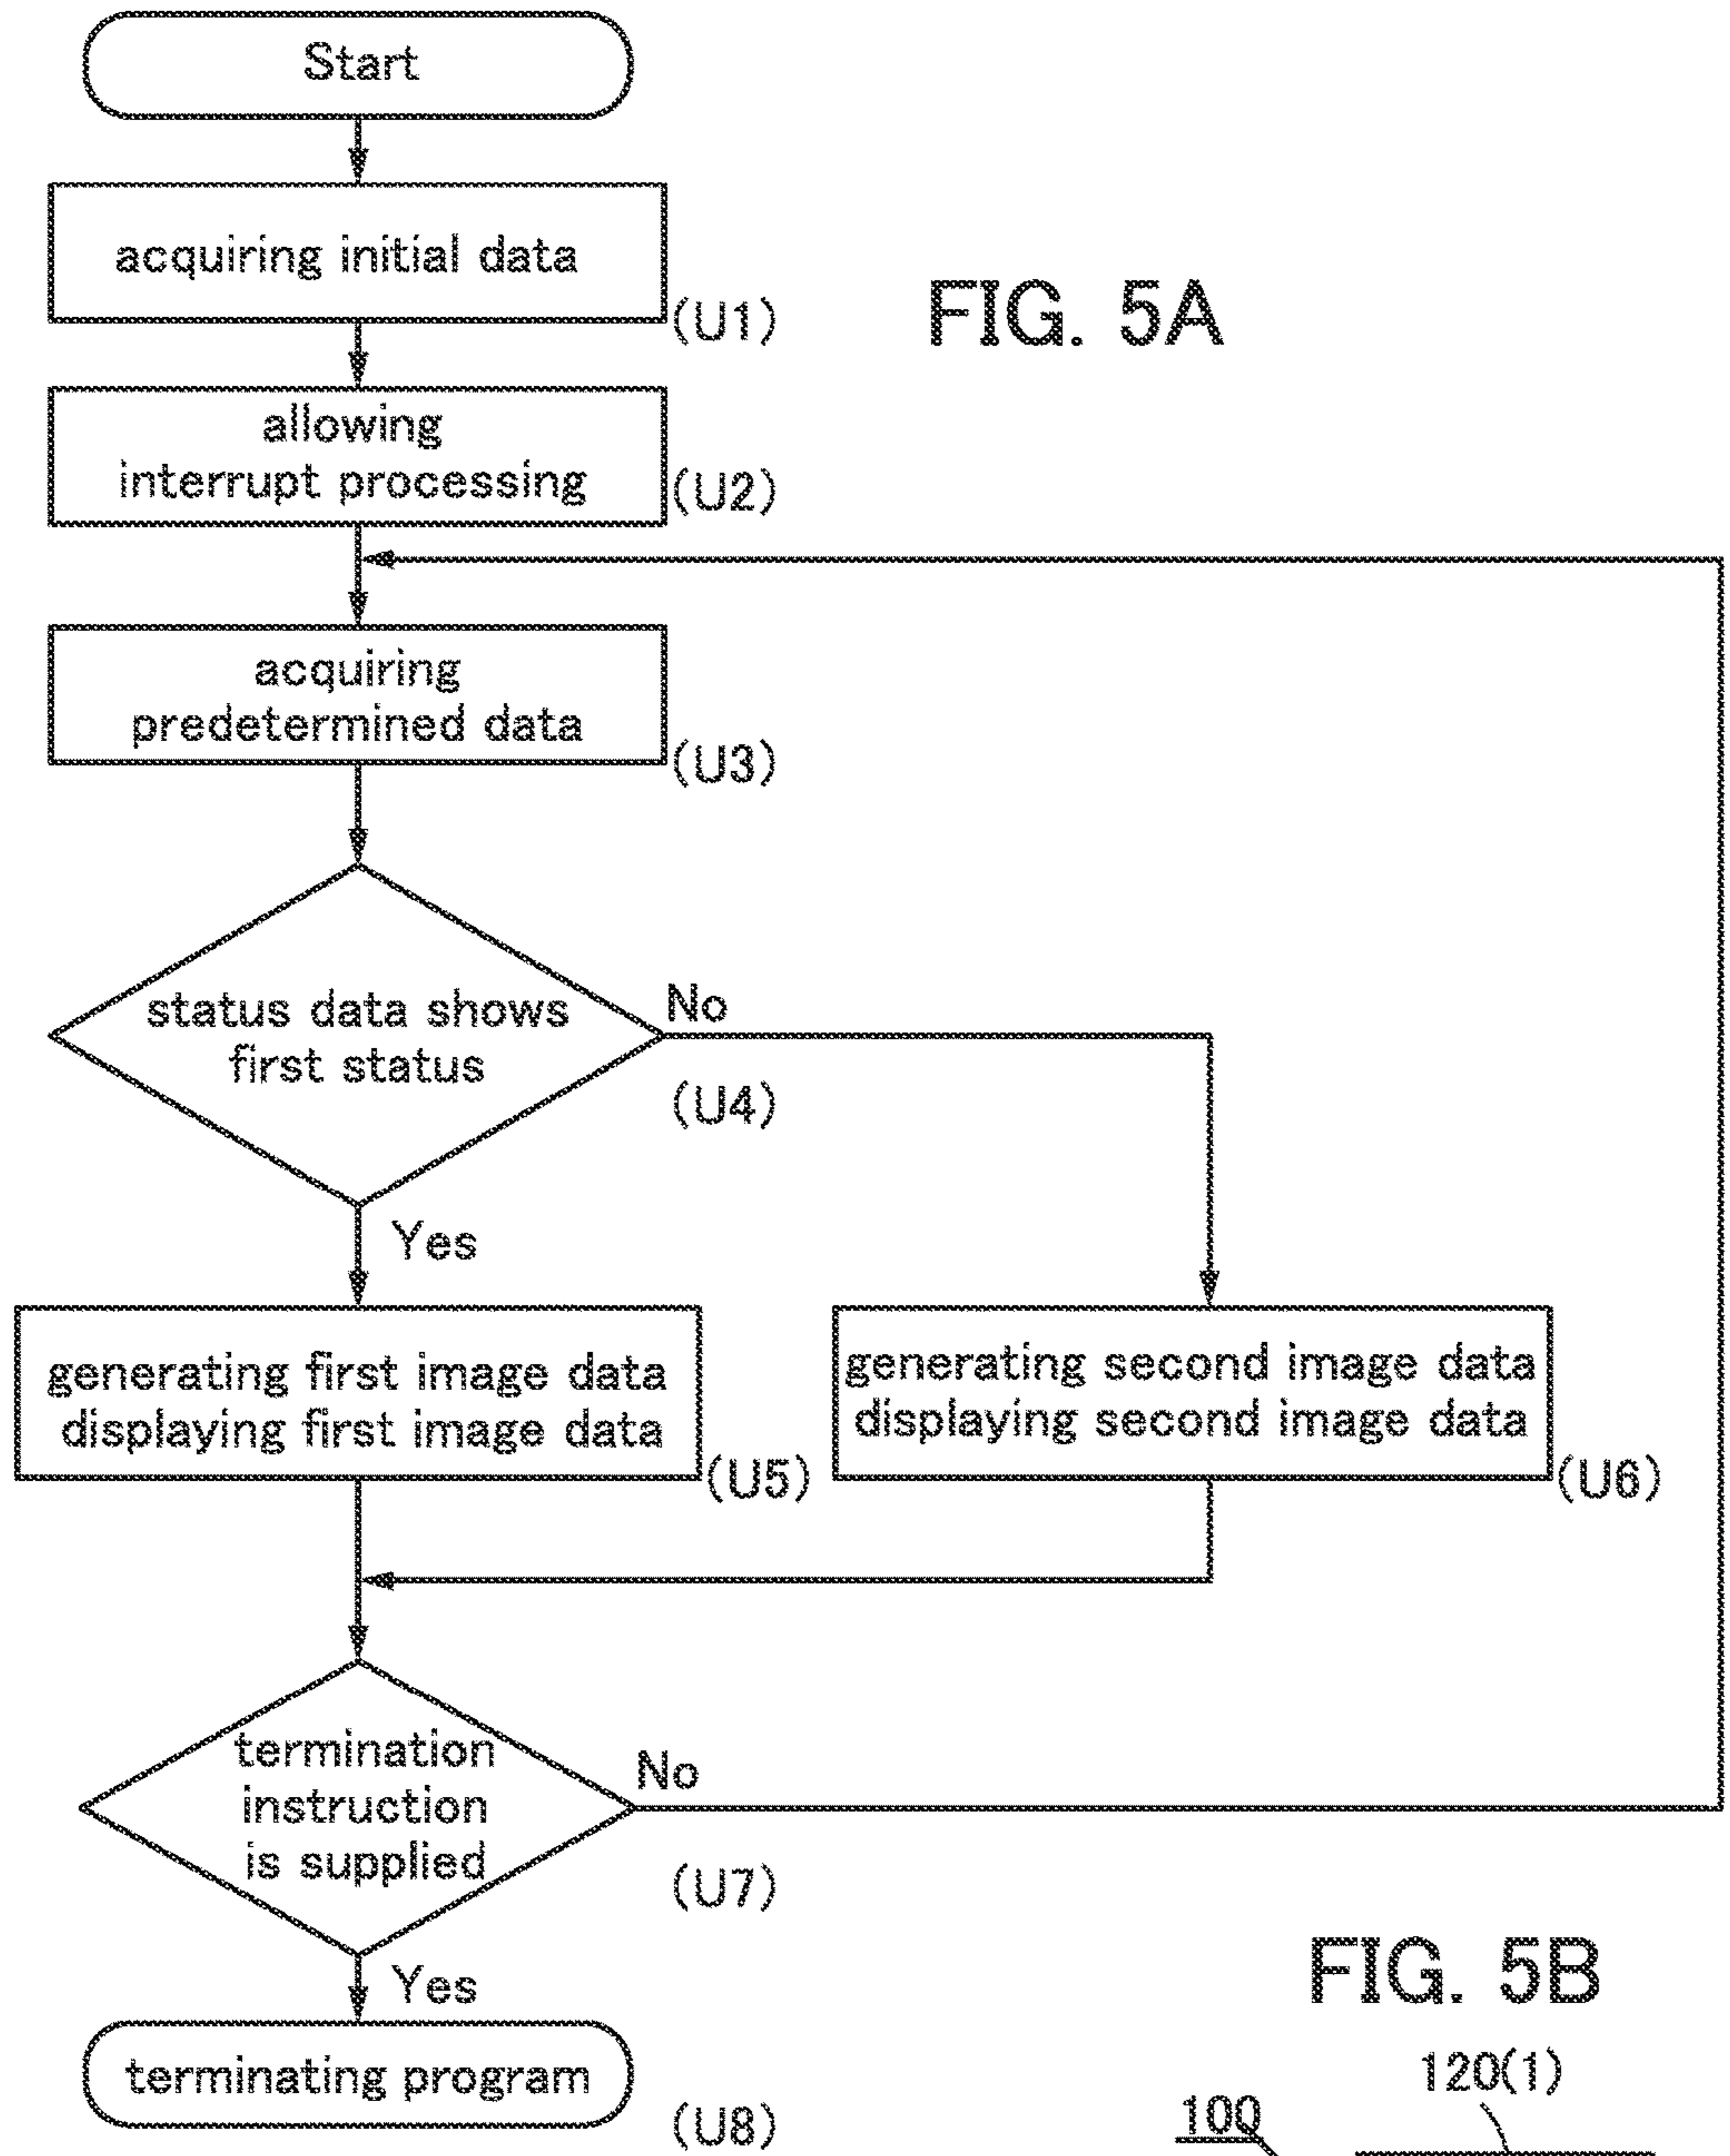 Start
acquiring initial data
(U1)
FIG. 5A
allowing
interrupt processing
(U2)
acquiring
predetermined data
(U3)
status data shows
first status
No
(U4)
Yes
generating first image data
displaying first image data
(U5)
generating second image data
displaying second image data
(U6)
termination
instruction
is supplied
No
(U7)
Yes
terminating program
(U8)
FIG. 5B
120(1)
100